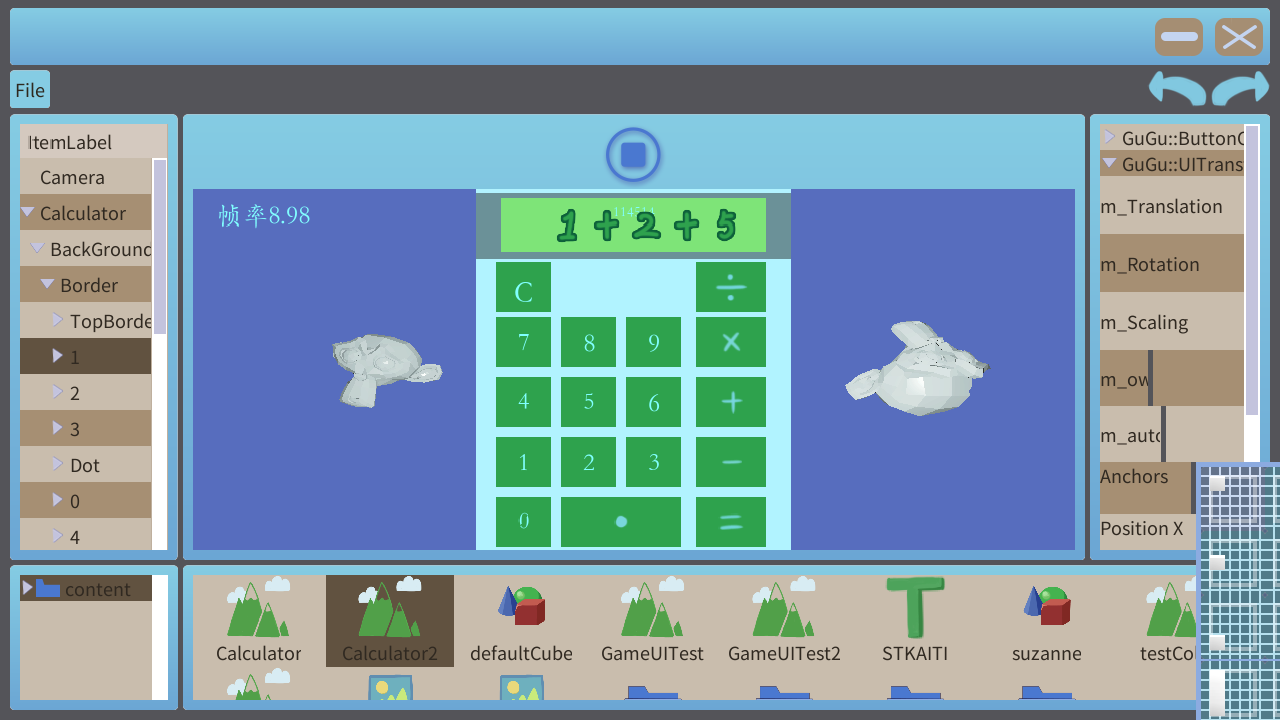 File
ItemLabel
Camera
Calculator
BackGround
Border
TopBorde
1
2
3
Dot
0
4
帧率8.98
1+2+5
C ÷
7 8 9 ×
4 5 6 +
1 2 3 −
0 • =
GuGu::ButtonC
GuGu::UITrans
m_Translation
m_Rotation
m_Scaling
m_ow
m_auto
Anchors
Position X
content
Calculator
Calculator2
defaultCube
GameUITest
GameUITest2
STKAITI
suzanne
testCo